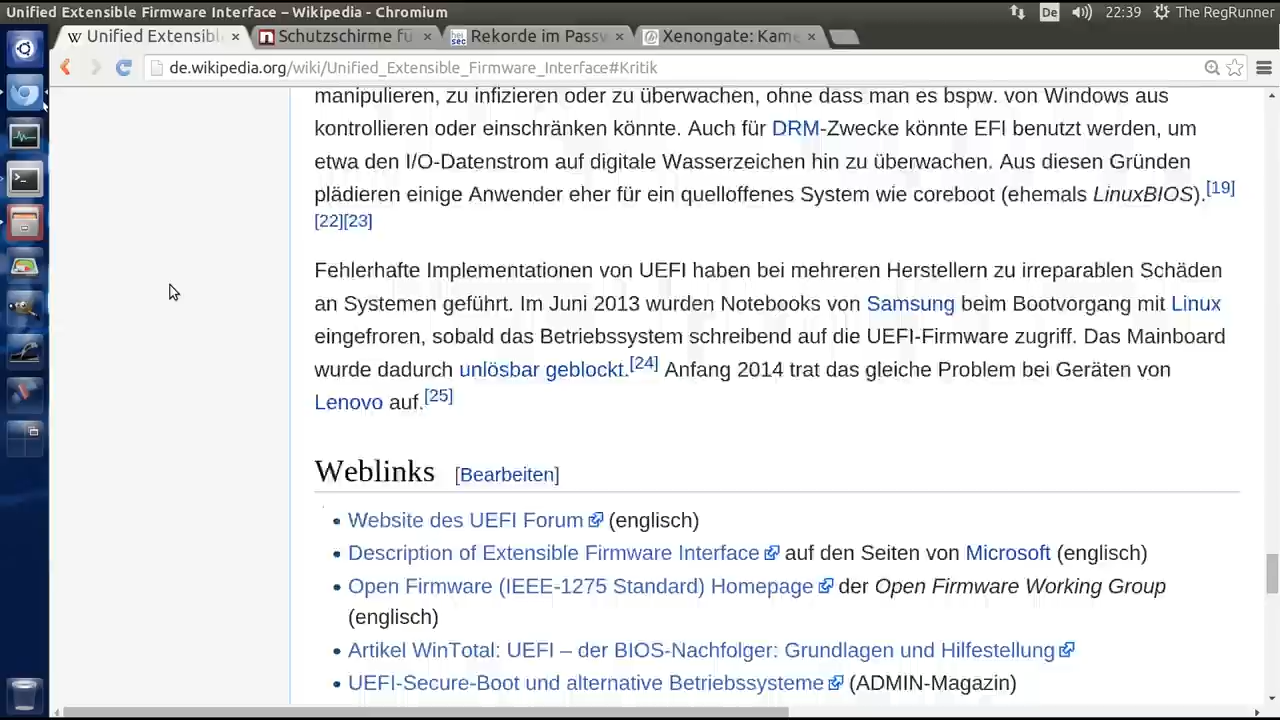 Unified Extensible Firmware Interface – Wikipedia - Chromium
De
22:39
The RegRunner
W Unified Extensibl
Schutzschirme fü
hei sec Rekorde im Passw
Xenongate: Kame
de.wikipedia.org/wiki/Unified_Extensible_Firmware_Interface#Kritik
manipulieren, zu infizieren oder zu überwachen, ohne dass man es bspw. von Windows aus
kontrollieren oder einschränken könnte. Auch für DRM-Zwecke könnte EFI benutzt werden, um
etwa den I/O-Datenstrom auf digitale Wasserzeichen hin zu überwachen. Aus diesen Gründen
plädieren einige Anwender eher für ein quelloffenes System wie coreboot (ehemals LinuxBIOS).[19]
[22][23]
Fehlerhafte Implementationen von UEFI haben bei mehreren Herstellern zu irreparablen Schäden
an Systemen geführt. Im Juni 2013 wurden Notebooks von Samsung beim Bootvorgang mit Linux
eingefroren, sobald das Betriebssystem schreibend auf die UEFI-Firmware zugriff. Das Mainboard
wurde dadurch unlösbar geblockt.[24] Anfang 2014 trat das gleiche Problem bei Geräten von
Lenovo auf.[25]
Weblinks [Bearbeiten]
Website des UEFI Forum (englisch)
Description of Extensible Firmware Interface auf den Seiten von Microsoft (englisch)
Open Firmware (IEEE-1275 Standard) Homepage der Open Firmware Working Group
(englisch)
Artikel WinTotal: UEFI – der BIOS-Nachfolger: Grundlagen und Hilfestellung
UEFI-Secure-Boot und alternative Betriebssysteme (ADMIN-Magazin)